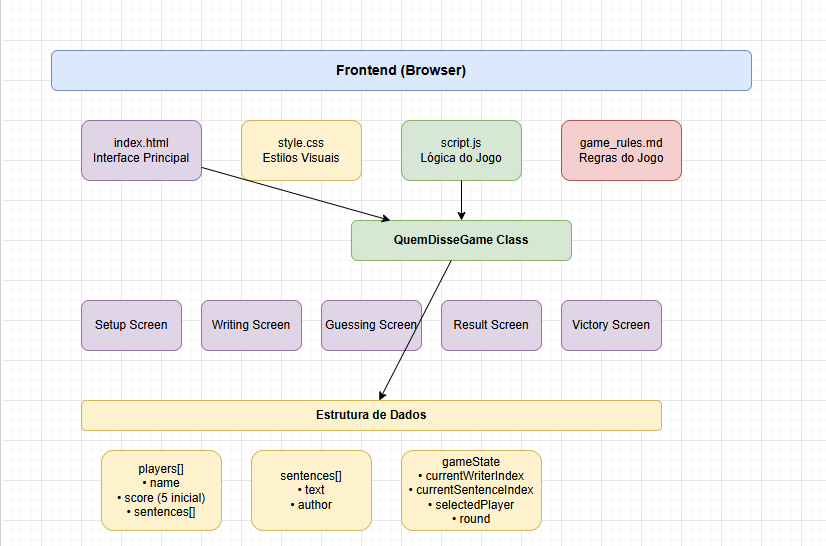 Frontend (Browser)
index.html
Interface Principal
style.css
Estilos Visuais
script.js
Lógica do Jogo
game_rules.md
Regras do Jogo
QuemDisseGame Class
Setup Screen
Writing Screen
Guessing Screen
Result Screen
Victory Screen
Estrutura de Dados
players[]
• name
• score (5 inicial)
• sentences[]
sentences[]
• text
• author
gameState
• currentWriterIndex
• currentSentenceIndex
• selectedPlayer
• round